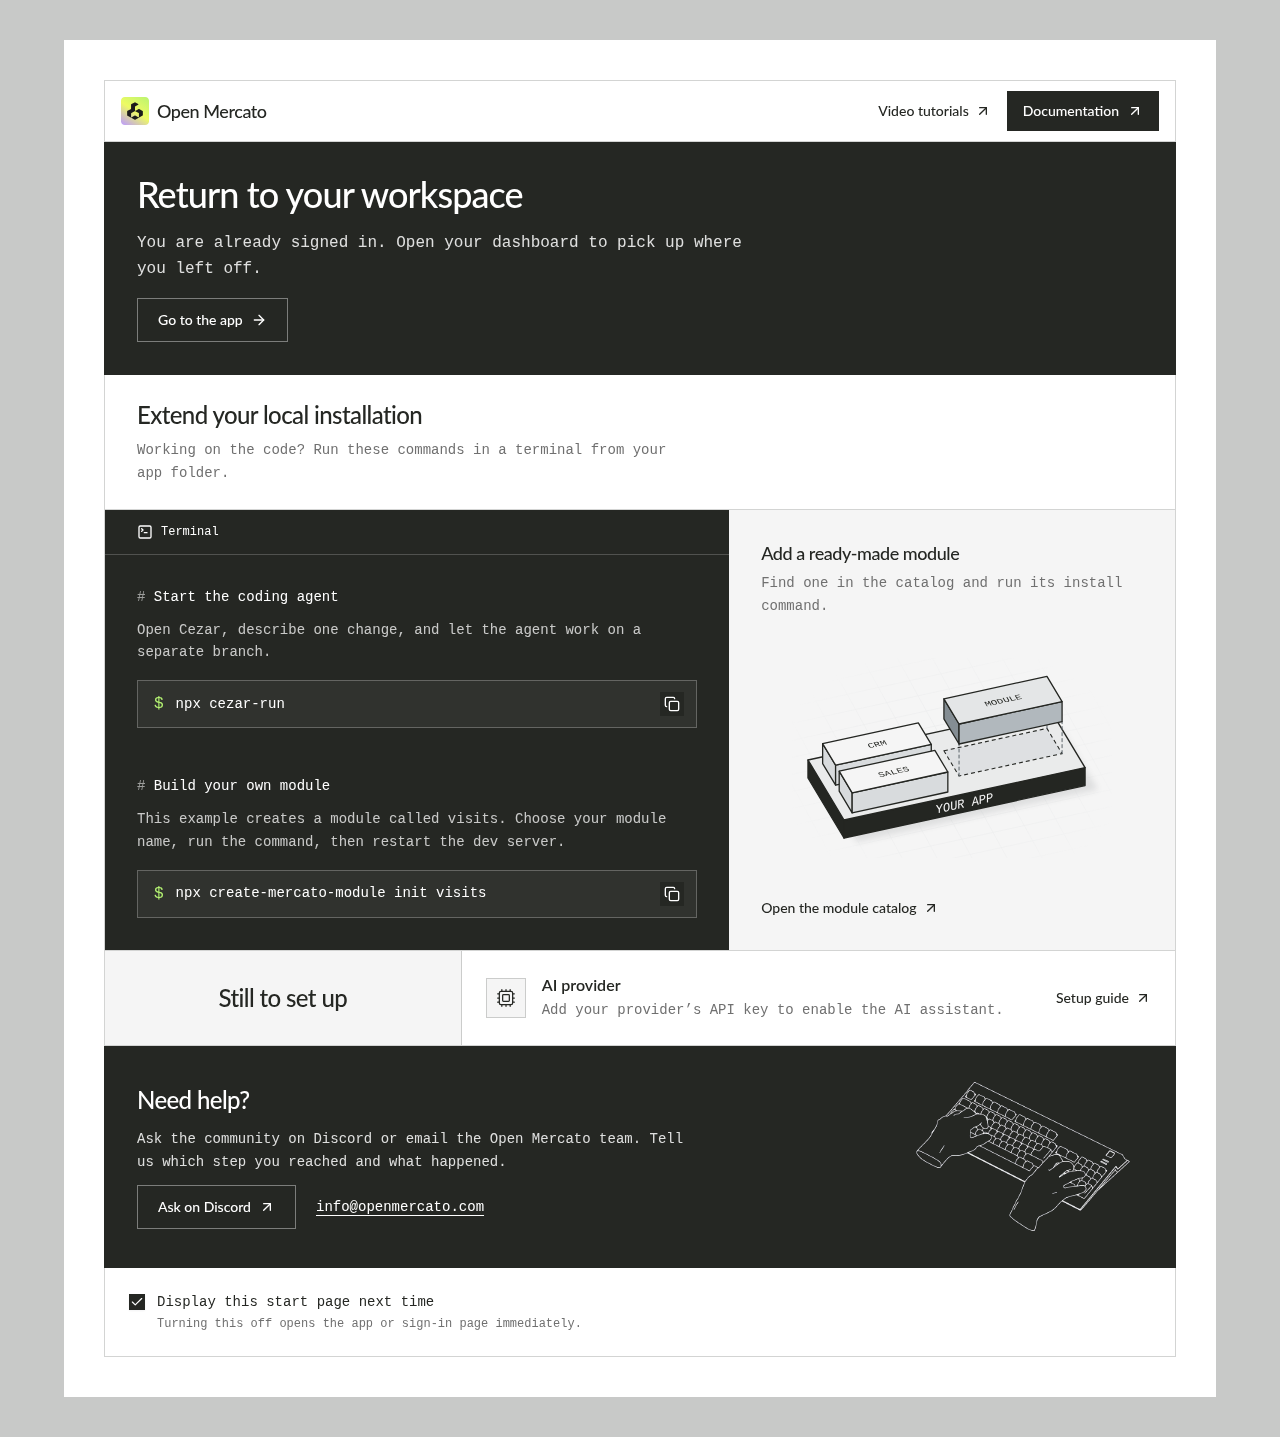 Open Mercato
Video tutorials
Documentation
Return to your workspace
You are already signed in. Open your dashboard to pick up where
you left off.
Go to the app
Extend your local installation
Working on the code? Run these commands in a terminal from your
app folder.
Terminal
# Start the coding agent
Open Cezar, describe one change, and let the agent work on a
separate branch.
$ npx cezar-run
# Build your own module
This example creates a module called visits. Choose your module
name, run the command, then restart the dev server.
$ npx create-mercato-module init visits
Add a ready-made module
Find one in the catalog and run its install
command.
MODULE
CRM
SALES
YOUR APP
Open the module catalog
Still to set up
AI provider
Add your provider’s API key to enable the AI assistant.
Setup guide
Need help?
Ask the community on Discord or email the Open Mercato team. Tell
us which step you reached and what happened.
Ask on Discord
info@openmercato.com
Display this start page next time
Turning this off opens the app or sign-in page immediately.